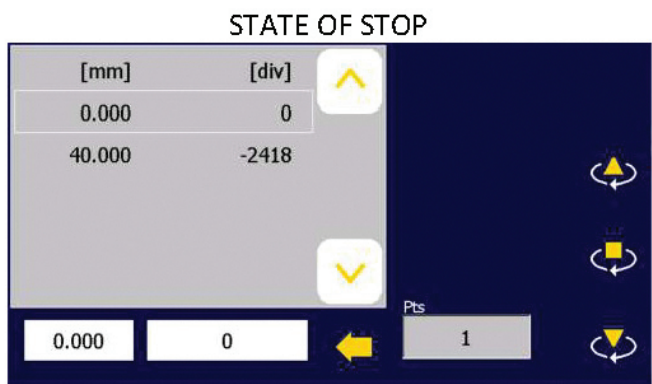 STATE OF STOP
[mm] [div]
0.000 0
40.000 -2418
Pts
0.000 0 1